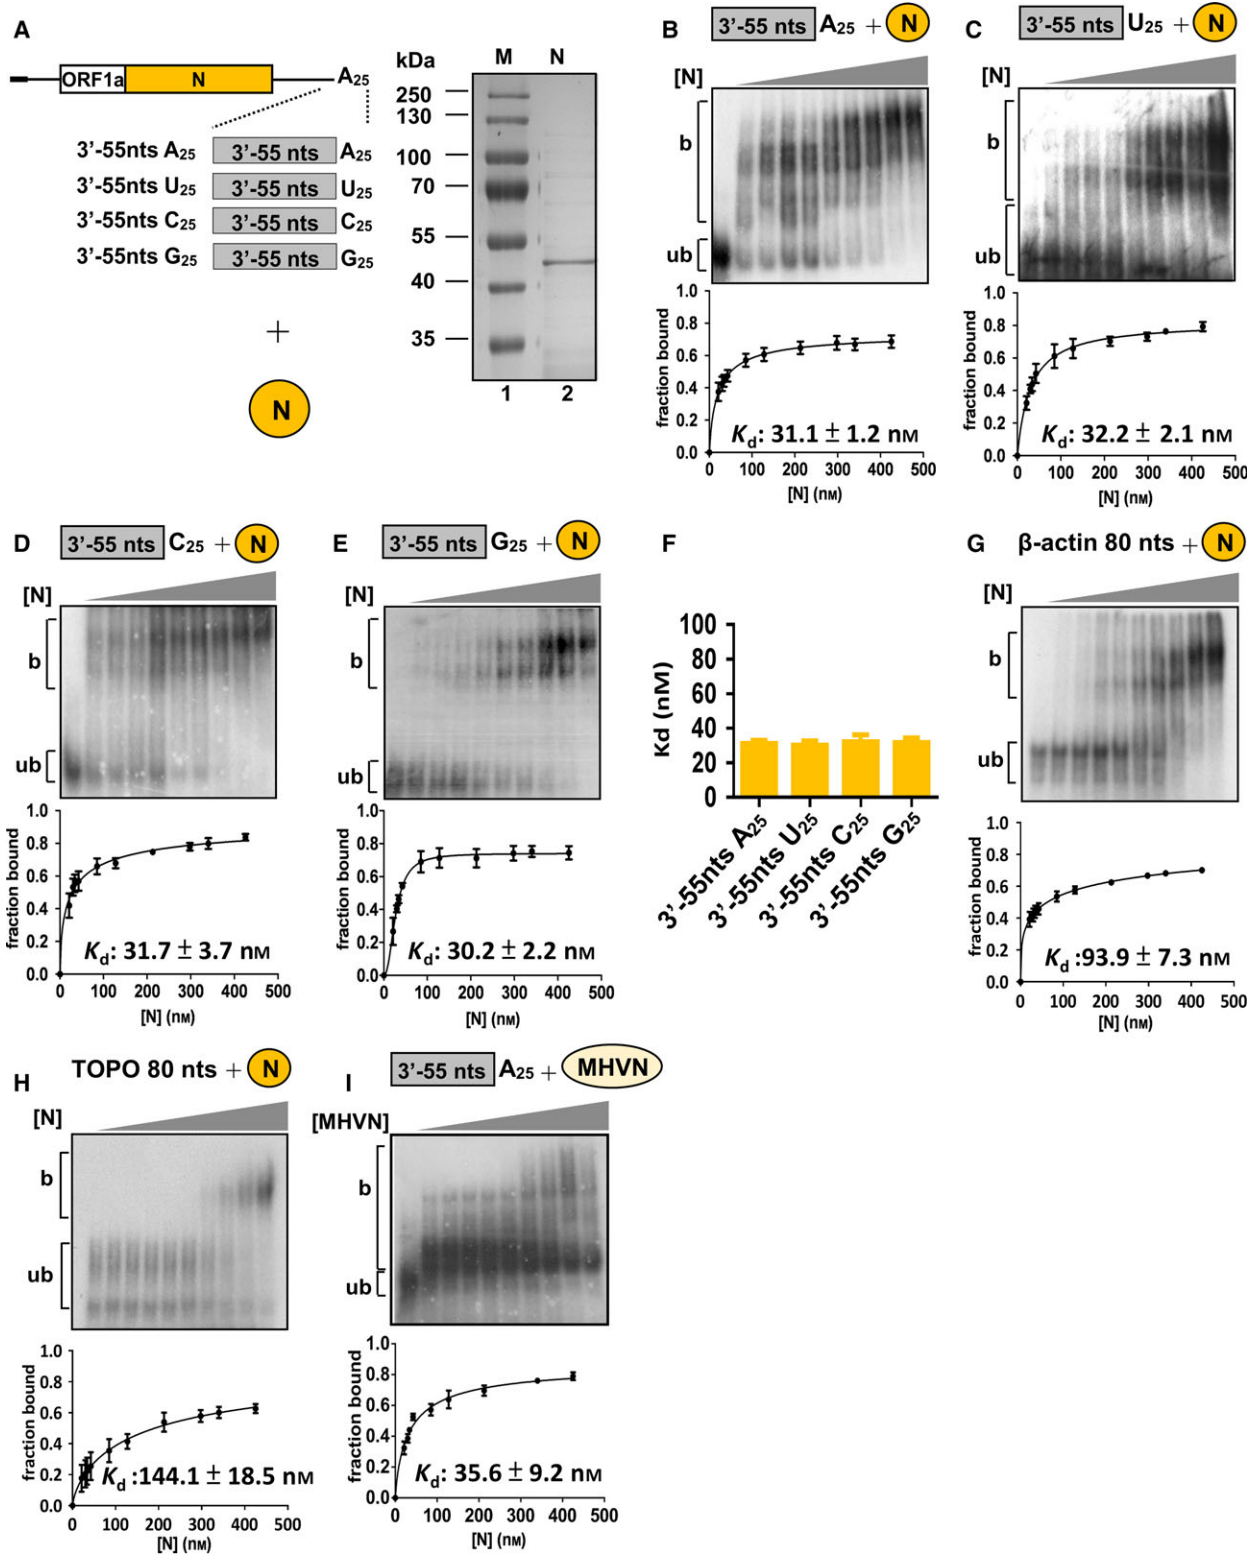 A
ORF1a N A25
3'-55nts A25 3'-55 nts A25
3'-55nts U25 3'-55 nts U25
3'-55nts C25 3'-55 nts C25
3'-55nts G25 3'-55 nts G25
+
N
kDa M N
250
130
100
70
55
40
35
1 2
B 3'-55 nts A25 + N
[N]
b
ub
fraction bound
1.0
0.8
0.6
0.4
0.2
0.0
Kd: 31.1 ± 1.2 nM
0 100 200 300 400 500
[N] (nM)
C 3'-55 nts U25 + N
[N]
b
ub
fraction bound
1.0
0.8
0.6
0.4
0.2
0.0
Kd: 32.2 ± 2.1 nM
0 100 200 300 400 500
[N] (nM)
D 3'-55 nts C25 + N
[N]
b
ub
fraction bound
1.0
0.8
0.6
0.4
0.2
0.0
Kd: 31.7 ± 3.7 nM
0 100 200 300 400 500
[N] (nM)
E 3'-55 nts G25 + N
[N]
b
ub
fraction bound
1.0
0.8
0.6
0.4
0.2
0.0
Kd: 30.2 ± 2.2 nM
0 100 200 300 400 500
[N] (nM)
F
Kd (nM)
100
80
60
40
20
0
3'-55nts A25
3'-55nts U25
3'-55nts C25
3'-55nts G25
G β-actin 80 nts + N
[N]
b
ub
fraction bound
1.0
0.8
0.6
0.4
0.2
0.0
Kd :93.9 ± 7.3 nM
0 100 200 300 400 500
[N] (nM)
H TOPO 80 nts + N
[N]
b
ub
fraction bound
1.0
0.8
0.6
0.4
0.2
0.0
Kd :144.1 ± 18.5 nM
0 100 200 300 400 500
[N] (nM)
I 3'-55 nts A25 + MHVN
[MHVN]
b
ub
fraction bound
1.0
0.8
0.6
0.4
0.2
0.0
Kd: 35.6 ± 9.2 nM
0 100 200 300 400 500
[N] (nM)